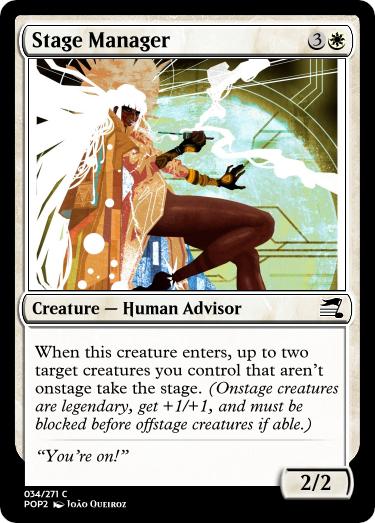 Stage Manager 3
Creature — Human Advisor
When this creature enters, up to two
target creatures you control that aren't
onstage take the stage. (Onstage creatures
are legendary, get +1/+1, and must be
blocked before offstage creatures if able.)
“You're on!”
2/2
034/271 C
POP2 João Queiroz